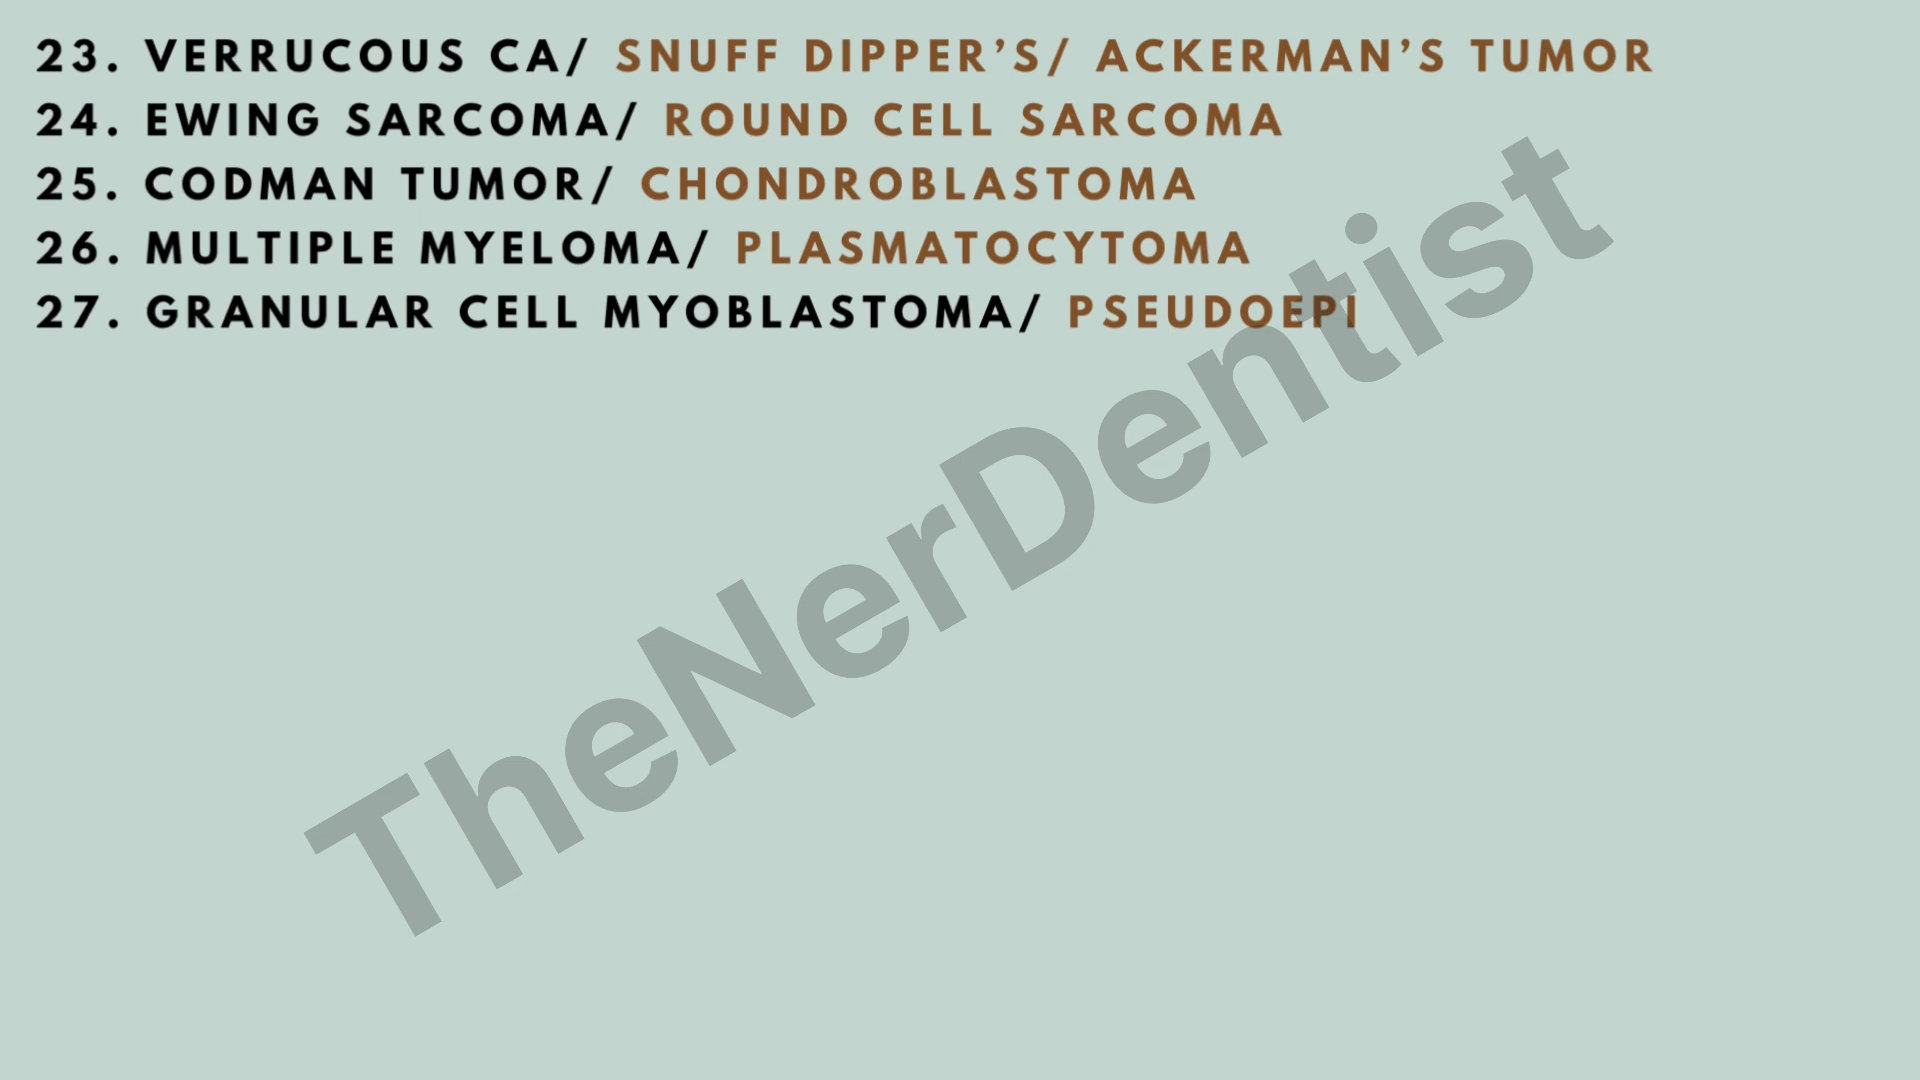 23. VERRUCOUS CA/ SNUFF DIPPER’S/ ACKERMAN’S TUMOR
24. EWING SARCOMA/ ROUND CELL SARCOMA
25. CODMAN TUMOR/ CHONDROBLASTOMA
26. MULTIPLE MYELOMA/ PLASMATOCYTOMA
27. GRANULAR CELL MYOBLASTOMA/ PSEUDOEPI
TheNerDentist